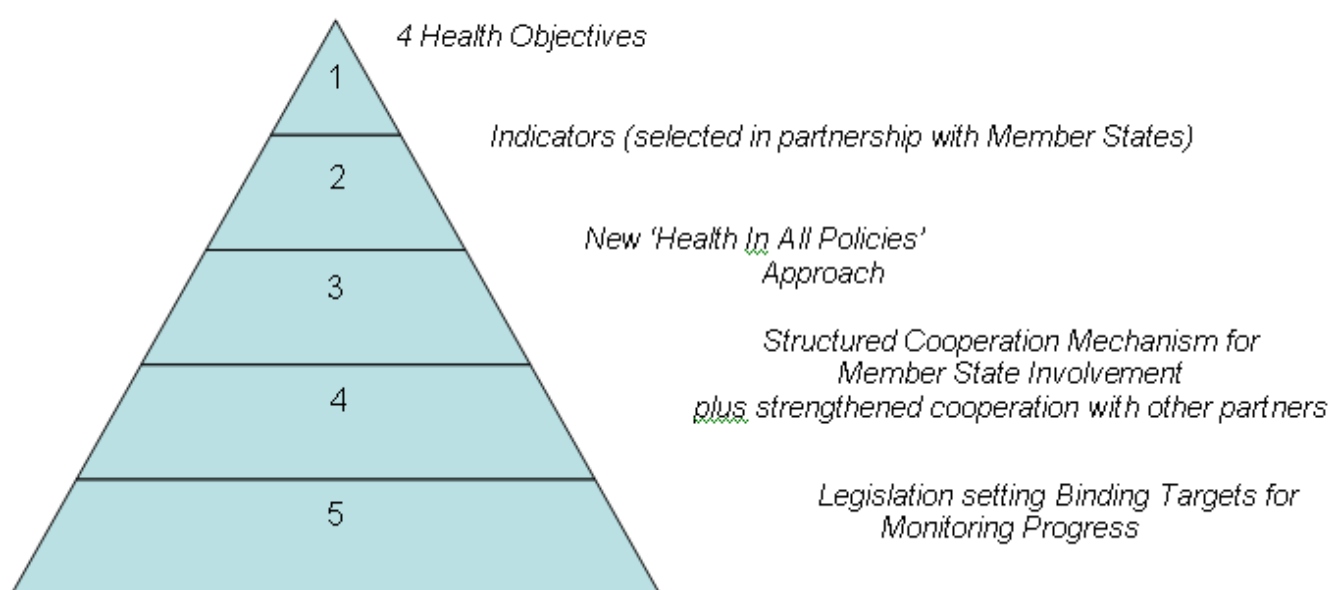 4 Health Objectives
1
Indicators (selected in partnership with Member States)
2
New 'Health In All Policies'
Approach
3
Structured Cooperation Mechanism for
Member State Involvement
4
plus strengthened cooperation with other partners
Legislation setting Binding Targets for
5
Monitoring Progress